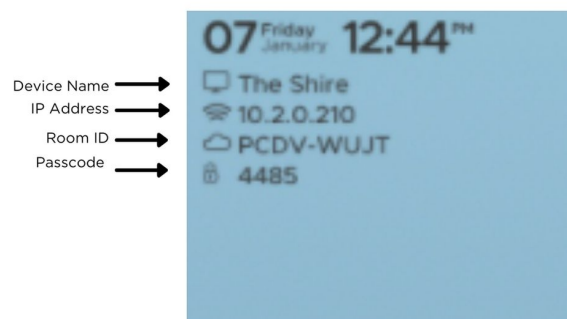 07 Friday January 12:44 PM
Device Name The Shire
IP Address 10.2.0.210
Room ID PCDV-WUJT
Passcode 4485